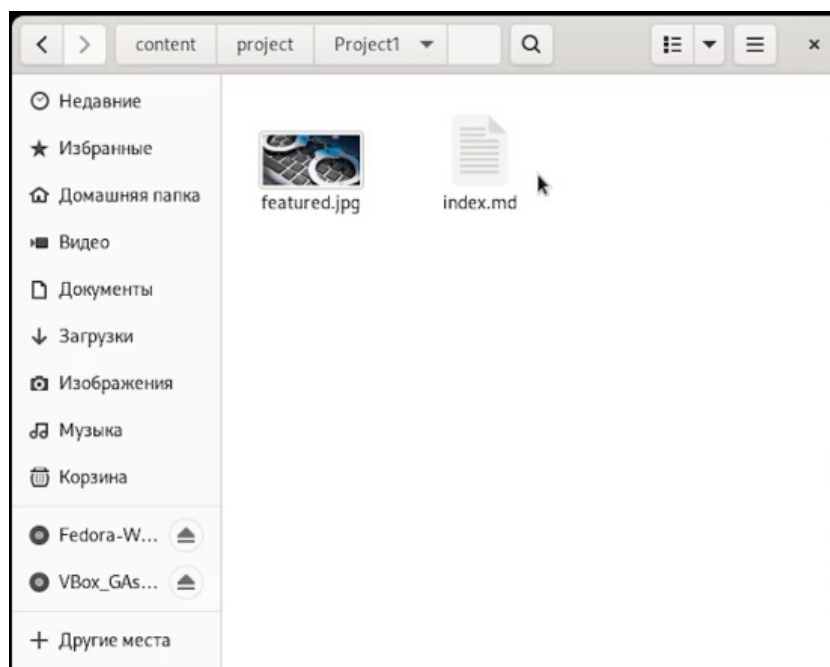 content project Project1
Недавние
Избранные
Домашняя папка
Видео
Документы
Загрузки
Изображения
Музыка
Корзина
Fedora-W...
VBox_GAs...
Другие места
featured.jpg
index.md